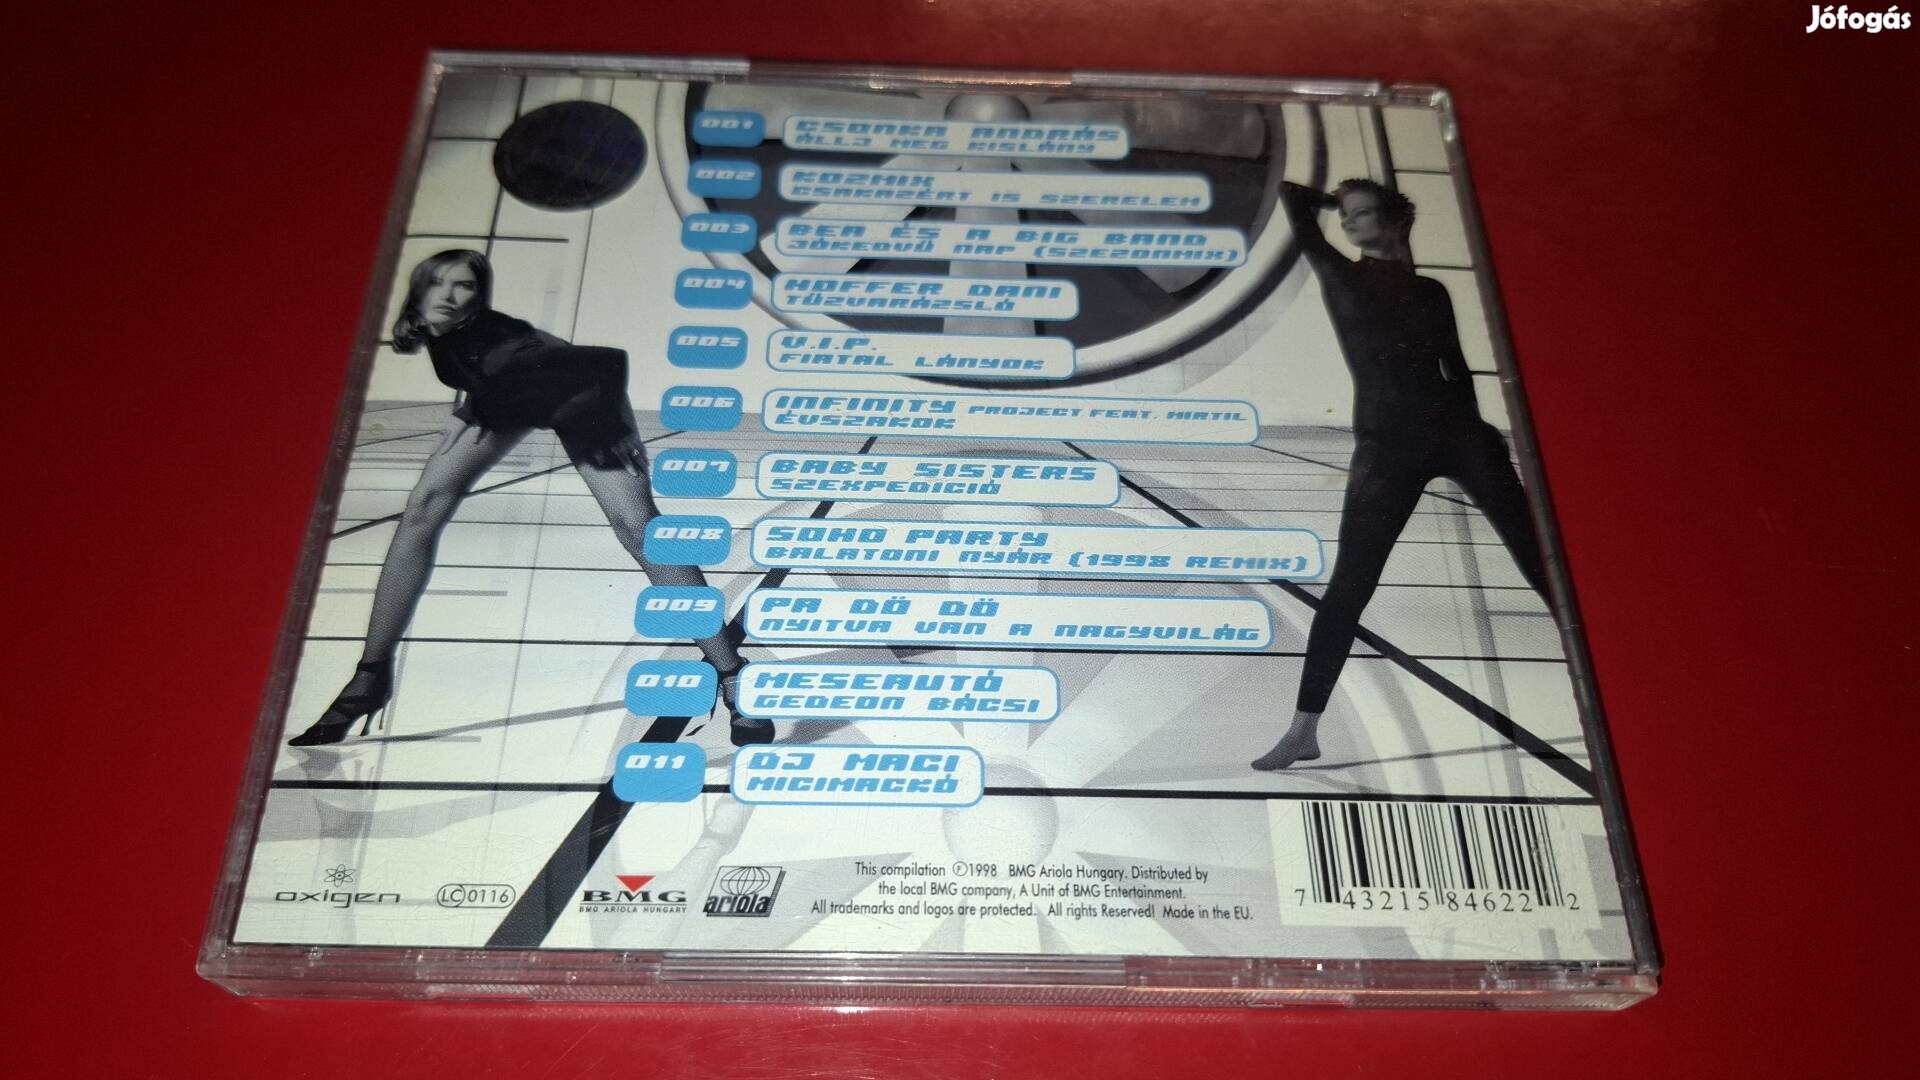 Jófogás
001 CSONKA ANDRÁS
ÁLLJ MEG KISLÁNY
002 KOZMIX
CSAKAZÉRT IS SZERELEM
003 BEA ÉS A BIG BAND
JÓKEDVŰ NAP (SZEZONMIX)
004 HOFFER DANI
TŰZVARÁZSLÓ
005 V.I.P.
FIATAL LÁNYOK
006 INFINITY PROJECT FEAT. MIRTIL
ÉVSZAKOK
007 BABY SISTERS
SZEXPEDICIÓ
008 SOHO PARTY
BALATONI NYÁR (1998 REMIX)
009 PA DÖ DÖ
NYITVA VAN A NAGYVILÁG
010 MESEAUTÓ
GEDEON BÁCSI
011 DJ MACI
MICIMACKÓ
oxigen
LC 0116
BMG
BMG ARIOLA HUNGARY
ariola
This compilation ℗1998 BMG Ariola Hungary. Distributed by
the local BMG company, A Unit of BMG Entertainment.
All trademarks and logos are protected. All rights Reserved! Made in the EU.
7 43215 84622 2